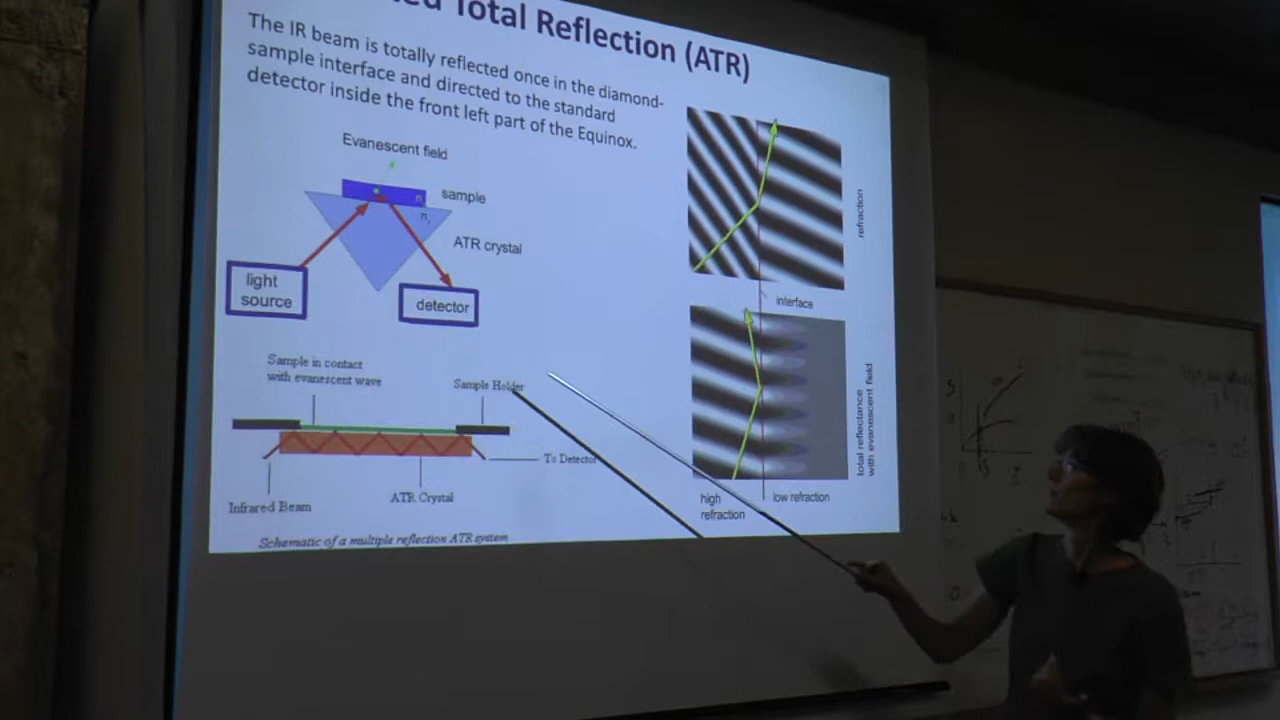 Total Reflection (ATR)
The IR beam is totally reflected once in the diamond-
sample interface and directed to the standard
detector inside the front left part of the Equinox.
Evanescent field
sample
n
n
ATR crystal
light
source
detector
refraction
interface
total reflectance
with evanescent field
high
refraction
low refraction
Sample in contact
with evanescent wave
Sample Holder
To Detector
ATR Crystal
Infrared Beam
Schematic of a multiple reflection ATR system